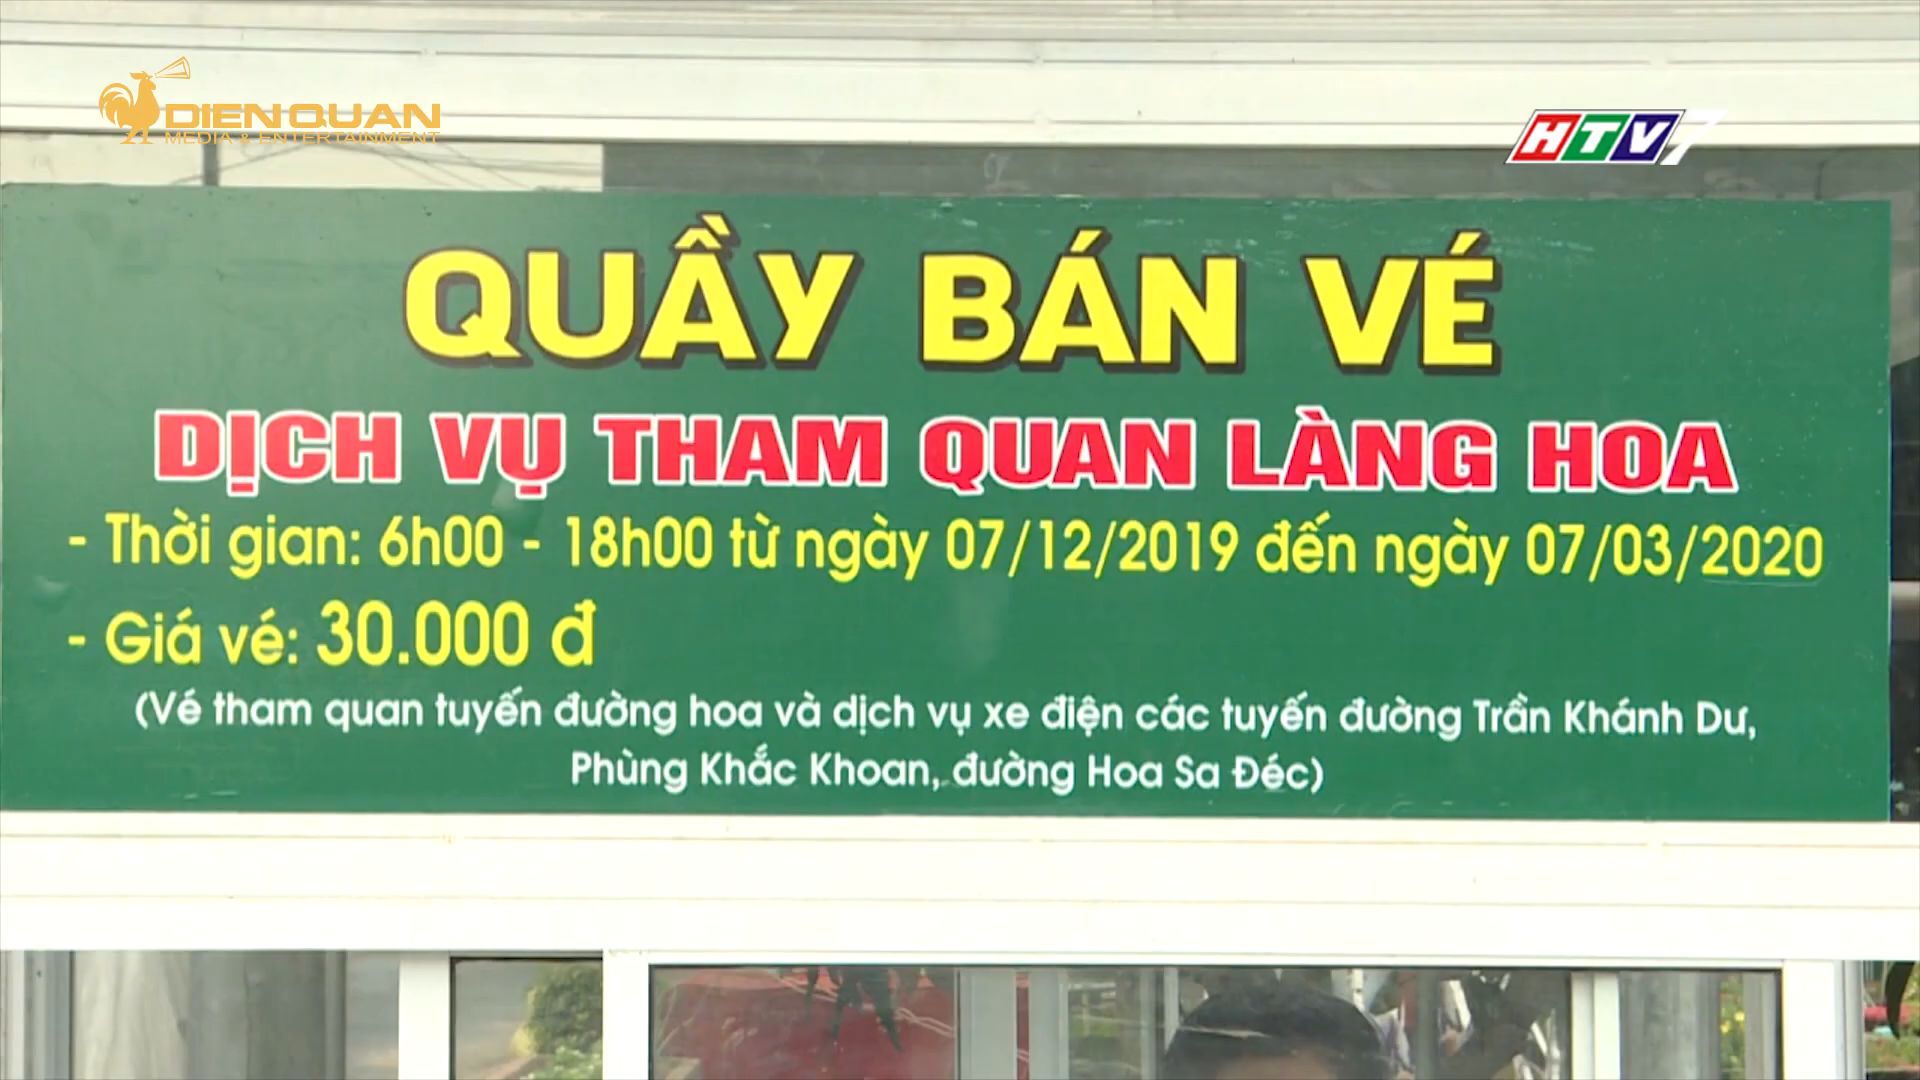 DIENQUAN
MEDIA & ENTERTAINMENT
HTV7
QUẦY BÁN VÉ
DỊCH VỤ THAM QUAN LÀNG HOA
- Thời gian: 6h00 - 18h00 từ ngày 07/12/2019 đến ngày 07/03/2020
- Giá vé: 30.000 đ
(Vé tham quan tuyến đường hoa và dịch vụ xe điện các tuyến đường Trần Khánh Dư,
Phùng Khắc Khoan, đường Hoa Sa Đéc)